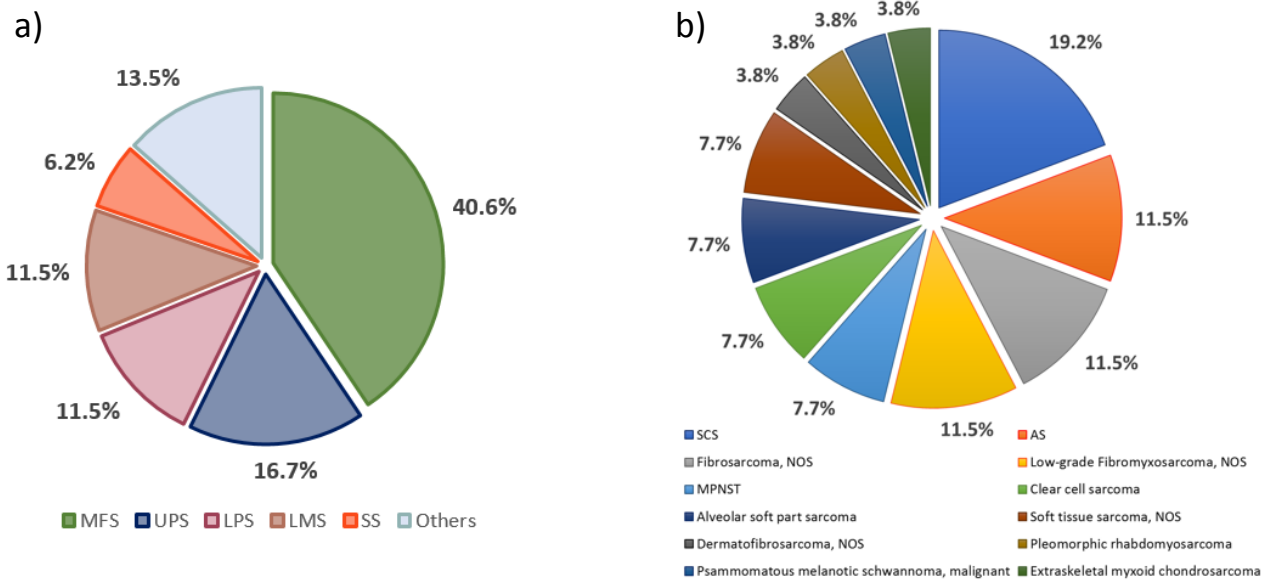 a)
13.5%
6.2%
40.6%
11.5%
11.5%
16.7%
MFS UPS LPS LMS SS Others
b)
3.8%
3.8%
3.8%
3.8%
19.2%
7.7%
11.5%
7.7%
7.7%
11.5%
7.7%
11.5%
SCS AS
Fibrosarcoma, NOS Low-grade Fibromyxosarcoma, NOS
MPNST Clear cell sarcoma
Alveolar soft part sarcoma Soft tissue sarcoma, NOS
Dermatofibrosarcoma, NOS Pleomorphic rhabdomyosarcoma
Psammomatous melanotic schwannoma, malignant Extraskeletal myxoid chondrosarcoma